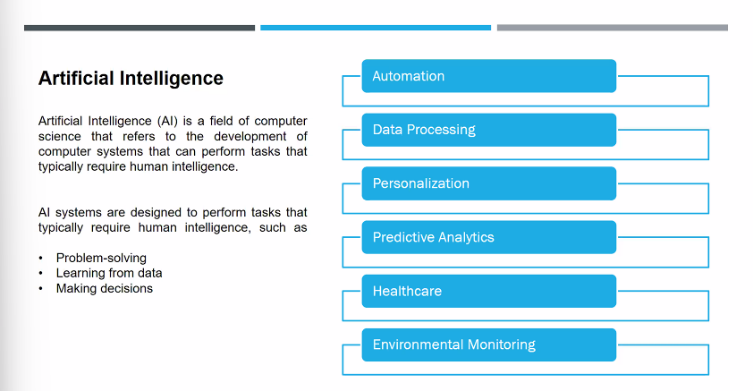 Artificial Intelligence
Artificial Intelligence (AI) is a field of computer
science that refers to the development of
computer systems that can perform tasks that
typically require human intelligence.
AI systems are designed to perform tasks that
typically require human intelligence, such as
• Problem-solving
• Learning from data
• Making decisions
Automation
Data Processing
Personalization
Predictive Analytics
Healthcare
Environmental Monitoring